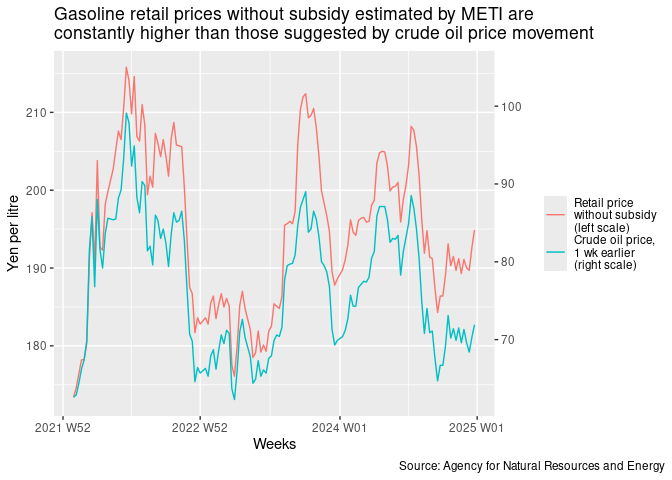 Gasoline retail prices without subsidy estimated by METI are
constantly higher than those suggested by crude oil price movement
Yen per litre
210
200
190
180
100
90
80
70
2021 W52
2022 W52
2024 W01
2025 W01
Weeks
Retail price
without subsidy
(left scale)
Crude oil price,
1 wk earlier
(right scale)
Source: Agency for Natural Resources and Energy